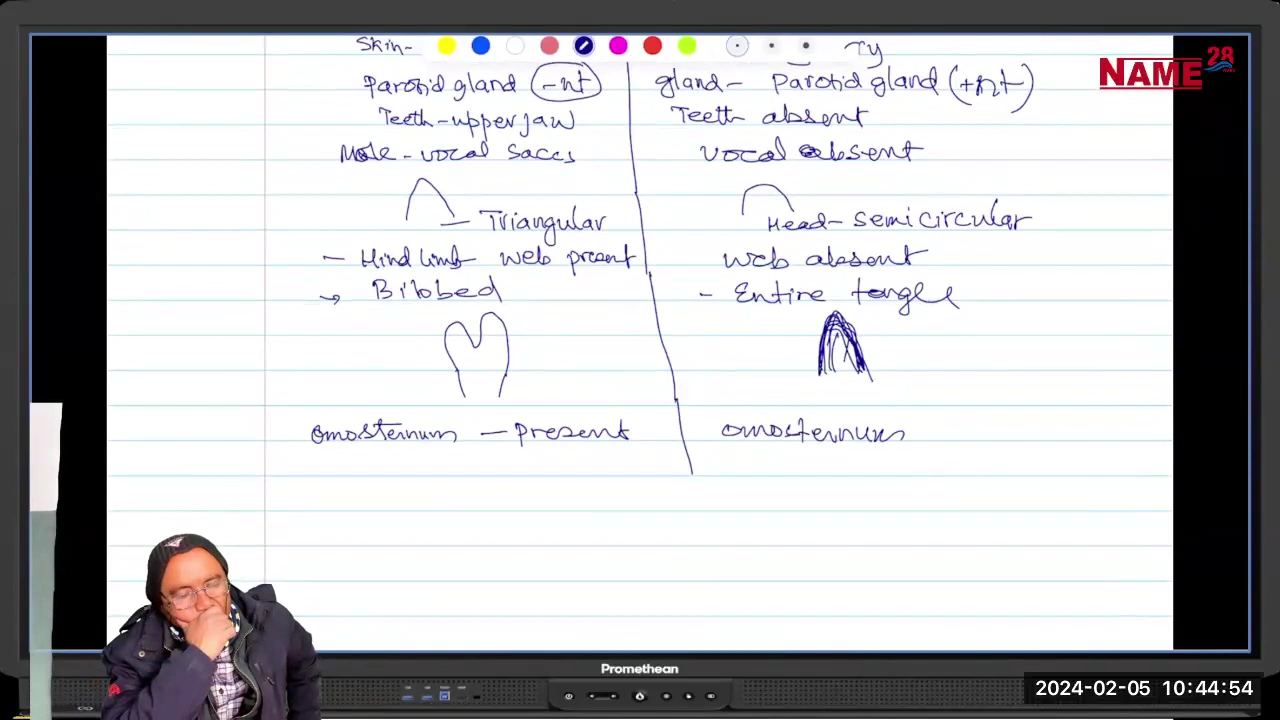 Skin-
Ty
NAME 28
Parotid gland (-nt)
gland- Parotid gland (+nt)
Teeth-upper jaw
Teeth absent
Male-vocal saccs
vocal absent
- Triangular
Head- semicircular
- Hind limb web present
web absent
→ Bilobed
- Entire tongle
omosternum - present
omosternum
Promethean
2024-02-05 10:44:54